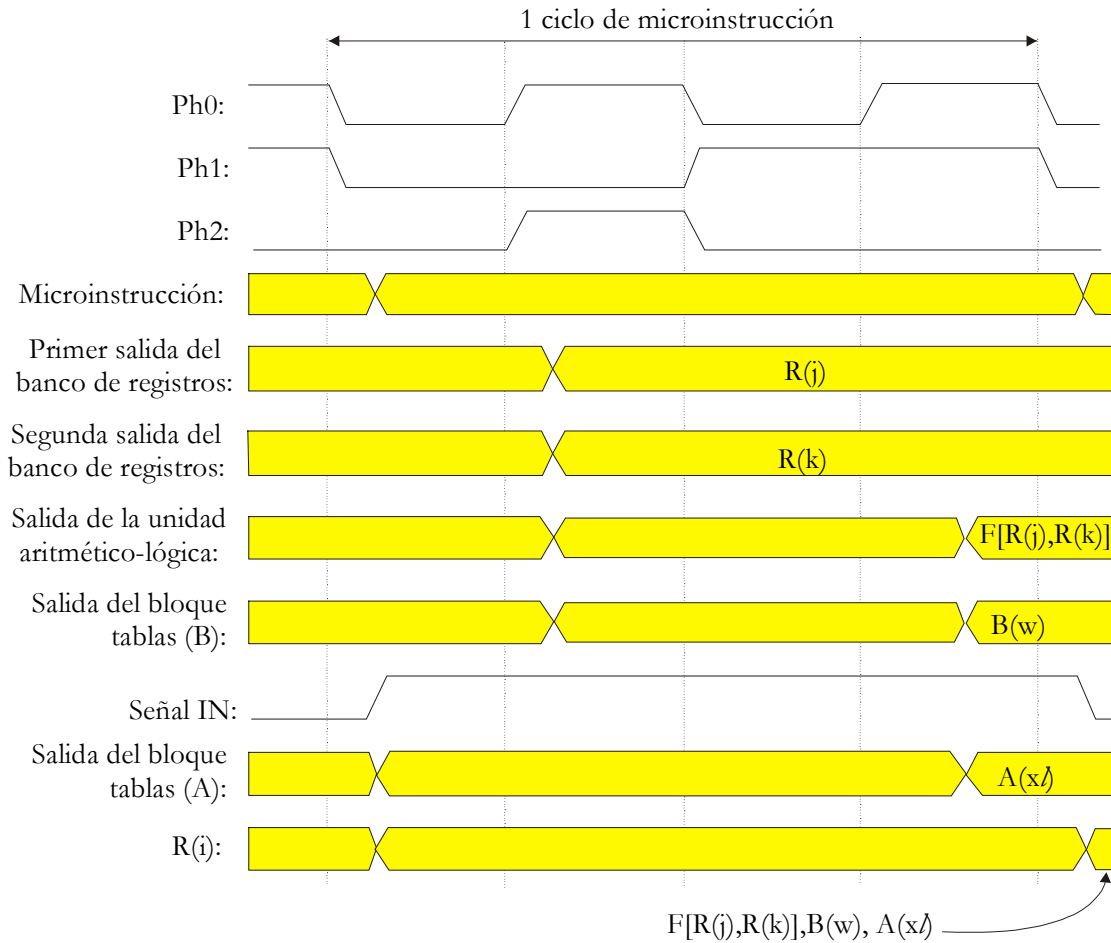 1 ciclo de microinstrucción
Ph0:
Ph1:
Ph2:
Microinstrucción:
Primer salida del
banco de registros:
R(j)
Segunda salida del
banco de registros:
R(k)
Salida de la unidad
aritmético-lógica:
F[R(j),R(k)]
Salida del bloque
tablas (B):
B(w)
Señal IN:
Salida del bloque
tablas (A):
A(xl)
R(i):
F[R(j),R(k)],B(w), A(xl)